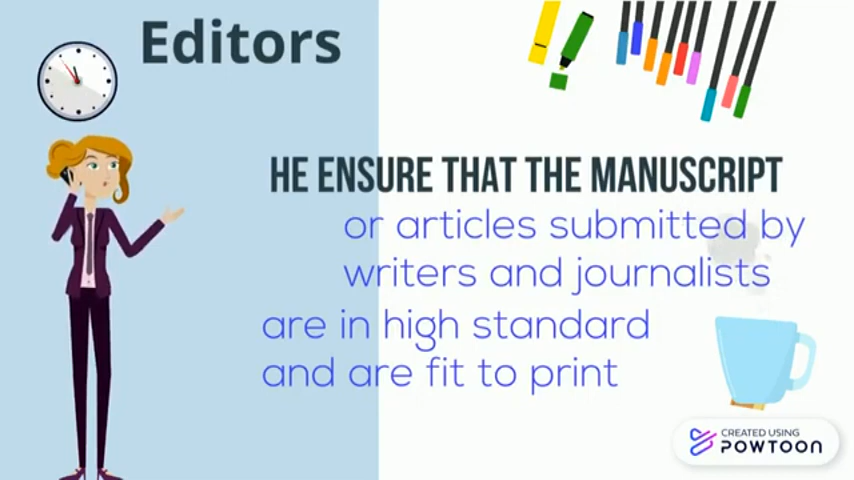 Editors
HE ENSURE THAT THE MANUSCRIPT
or articles submitted by
writers and journalists
are in high standard
and are fit to print
CREATED USING
POWTOON